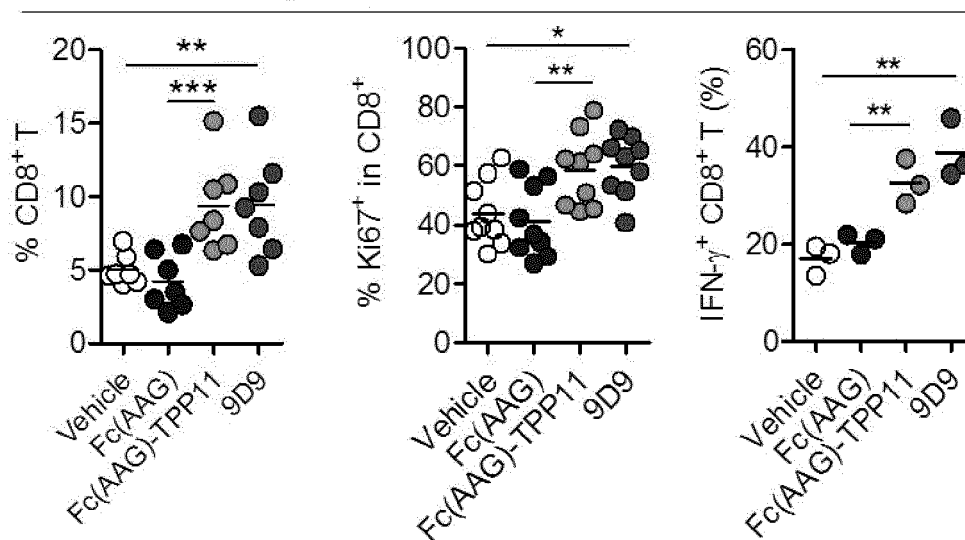 % CD8⁺ T
20
15
10
5
0
**
***
Vehicle
Fc(AAG)
Fc(AAG)-TPP11
9D9
% Ki67⁺ in CD8⁺
100
80
60
40
20
0
*
**
Vehicle
Fc(AAG)
Fc(AAG)-TPP11
9D9
IFN-γ⁺ CD8⁺ T (%)
60
40
20
0
**
**
Vehicle
Fc(AAG)
Fc(AAG)-TPP11
9D9